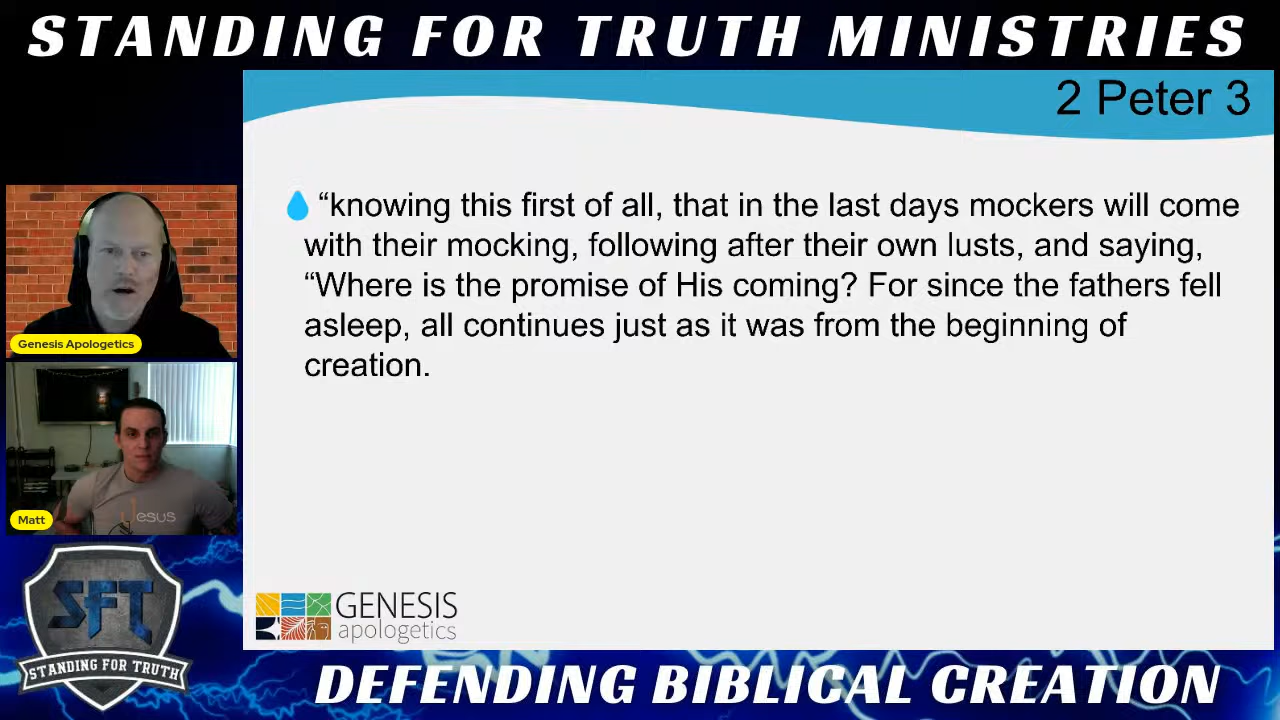 STANDING FOR TRUTH MINISTRIES
2 Peter 3
“knowing this first of all, that in the last days mockers will come
with their mocking, following after their own lusts, and saying,
“Where is the promise of His coming? For since the fathers fell
asleep, all continues just as it was from the beginning of
creation.
Genesis Apologetics
Matt
Jesus
SFT
STANDING FOR TRUTH
GENESIS
apologetics
DEFENDING BIBLICAL CREATION